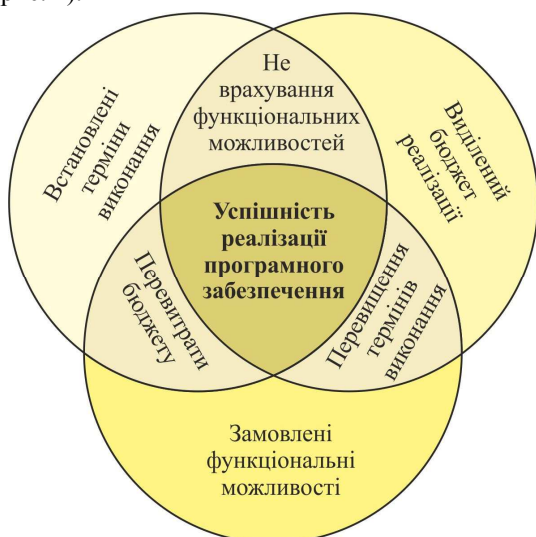 Не
врахування
функціональних
можливостей
Встановлені
терміни
виконання
Виділений
бюджет
реалізації
Успішність
реалізації
програмного
забезпечення
Перевитрати
бюджету
Перевищення
термінів
виконання
Замовлені
функціональні
можливості